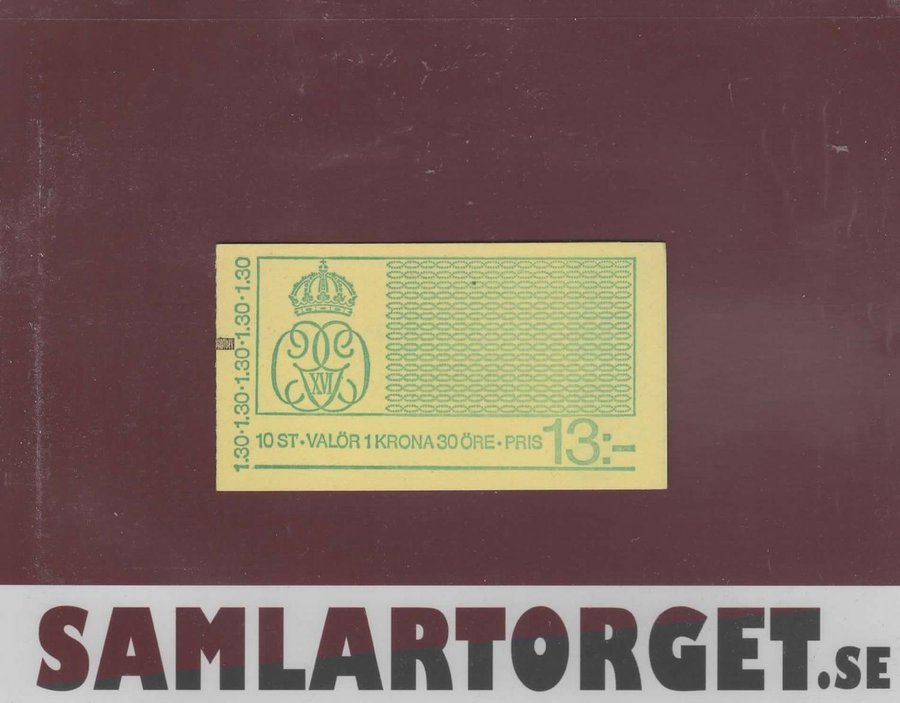 1.30·1.30·1.30·1.30·1.30
XVI
10 ST·VALÖR 1 KRONA 30 ÖRE·PRIS 13:-
SAMLARTORGET.SE